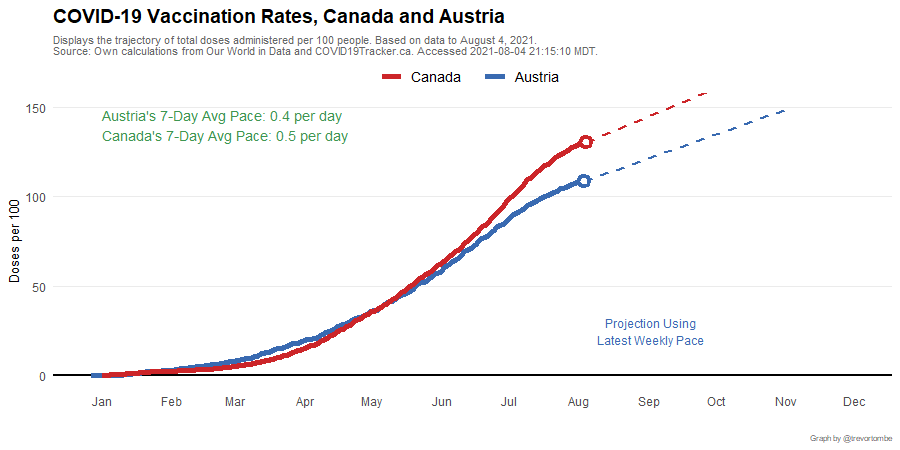 COVID-19 Vaccination Rates, Canada and Austria
Displays the trajectory of total doses administered per 100 people. Based on data to August 4, 2021.
Source: Own calculations from Our World in Data and COVID19Tracker.ca. Accessed 2021-08-04 21:15:10 MDT.
Canada Austria
Austria's 7-Day Avg Pace: 0.4 per day
Canada's 7-Day Avg Pace: 0.5 per day
Doses per 100
150
100
50
0
Projection Using
Latest Weekly Pace
Jan Feb Mar Apr May Jun Jul Aug Sep Oct Nov Dec
Graph by @trevortombe